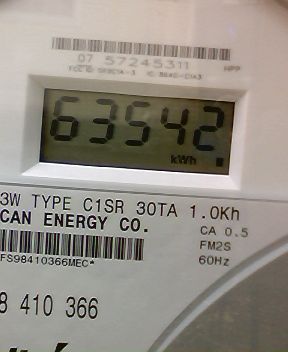 07 57245311
HPP
63542
kWh
3W TYPE C1SR 30TA 1.0Kh
CAN ENERGY CO.
CA 0.5
FM2S
60Hz
FS98410366MEC*
8 410 366